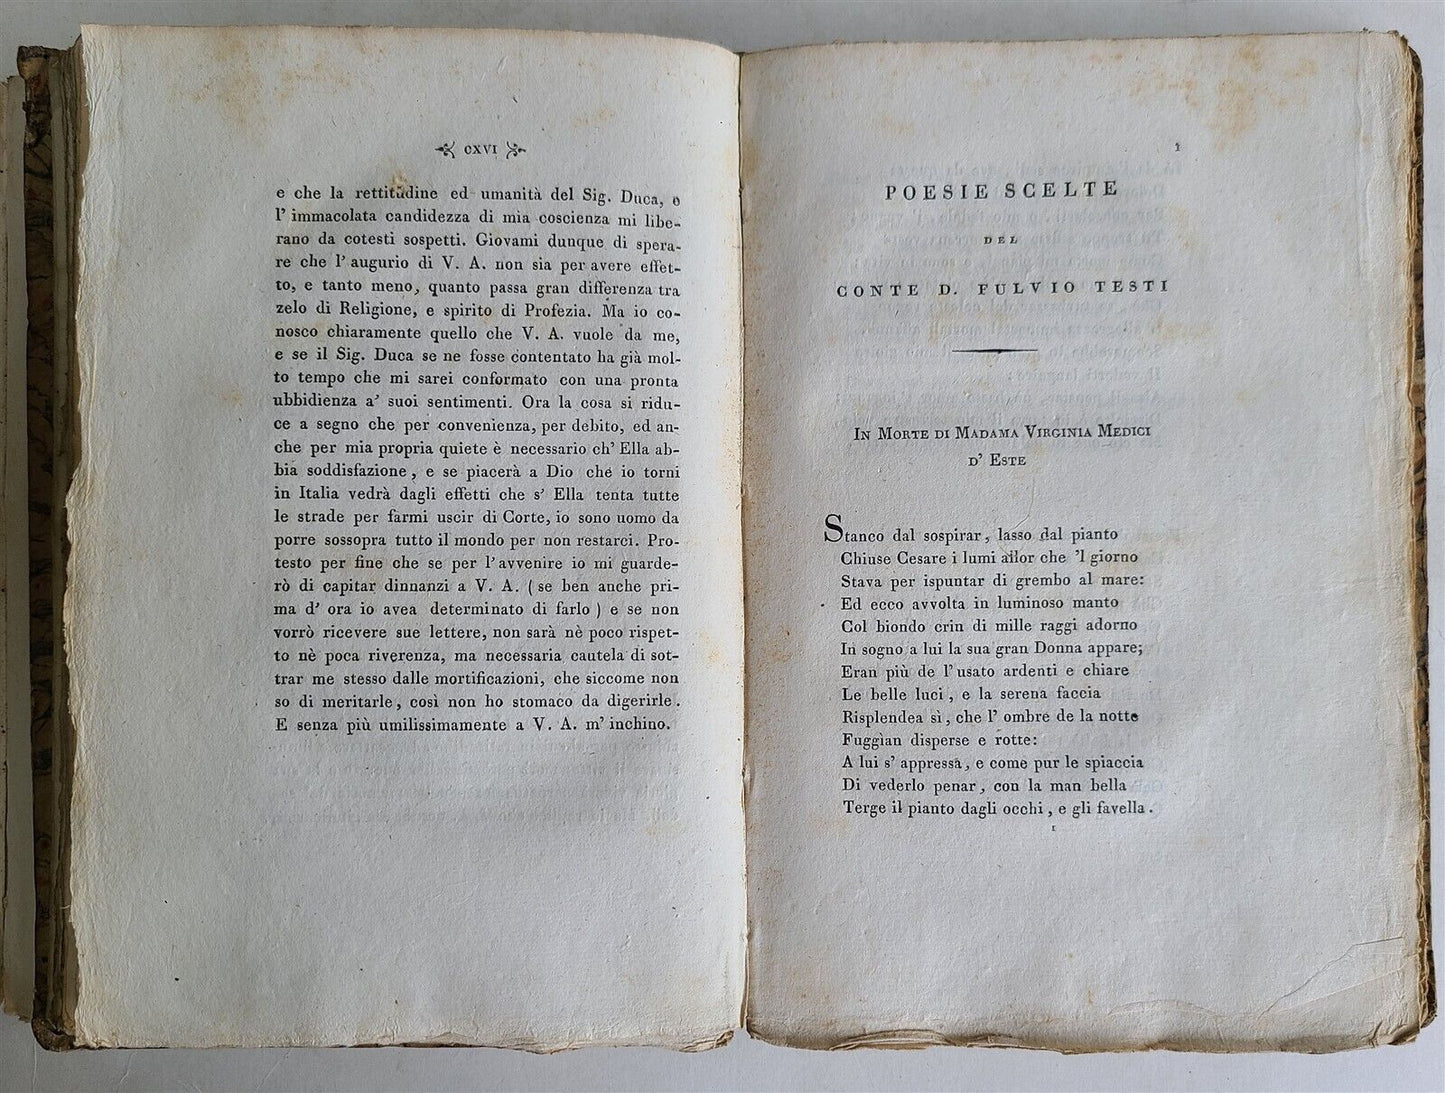 CXVI
e che la rettitudine ed umanità del Sig. Duca, o
l' immacolata candidezza di mia coscienza mi libe-
rano da cotesti sospetti. Giovami dunque di spera-
re che l' augurio di V. A. non sia per avere effet-
to, e tanto meno, quanto passa gran differenza tra
zelo di Religione, e spirito di Profezia. Ma io co-
nosco chiaramente quello che V. A. vuole da me,
e se il Sig. Duca se ne fosse contentato ha già mol-
to tempo che mi sarei conformato con una pronta
ubbidienza a' suoi sentimenti. Ora la cosa si ridu-
ce a segno che per convenienza, per debito, ed an-
che per mia propria quiete è necessario ch' Ella ab-
bia soddisfazione, e se piacerà a Dio che io torni
in Italia vedrà dagli effetti che s' Ella tenta tutte
le strade per farmi uscir di Corte, io sono uomo da
porre sossopra tutto il mondo per non restarci. Pro-
testo per fine che se per l' avvenire io mi guarde-
rò di capitar dinnanzi a V. A. ( se ben anche pri-
ma d' ora io avea determinato di farlo ) e se non
vorrò ricevere sue lettere, non sarà nè poco rispet-
to nè poca riverenza, ma necessaria cautela di sot-
trar me stesso dalle mortificazioni, che siccome non
so di meritarle, così non ho stomaco da digerirle.
E senza più umilissimamente a V. A. m' inchino.
1
POESIE SCELTE
DEL
CONTE D. FULVIO TESTI
In Morte di Madama Virginia Medici
d' Este
Stanco dal sospirar, lasso dal pianto
Chiuse Cesare i lumi allor che 'l giorno
Stava per ispuntar di grembo al mare:
Ed ecco avvolta in luminoso manto
Col biondo crin di mille raggi adorno
In sogno a lui la sua gran Donna appare;
Eran più de l' usato ardenti e chiare
Le belle luci, e la serena faccia
Risplendea sì, che l' ombre de la notte
Fuggìan disperse e rotte:
A lui s' appressa, e come pur le spiaccia
Di vederlo penar, con la man bella
Terge il pianto dagli occhi, e gli favella.
1